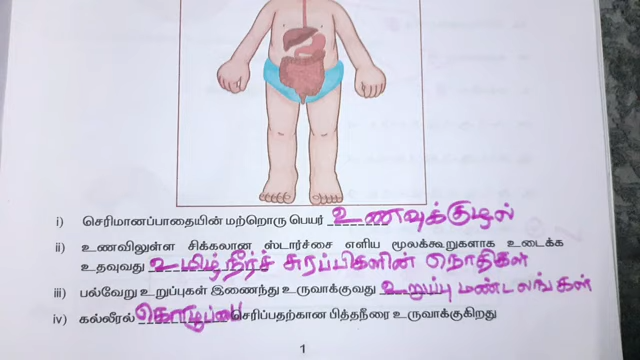 i) செரிமானப்பாதையின் மற்றொரு பெயர் உணவுக்குடல்
ii) உணவிலுள்ள சிக்கலான ஸ்டார்ச்சை எளிய மூலக்கூறுகளாக உடைக்க
உதவுவது உமிழ்நீர்ச் சுரப்பிகளின் நொதிகள்
iii) பல்வேறு உறுப்புகள் இணைந்து உருவாக்குவது உறுப்பு மண்டலங்கள்
iv) கல்லீரல் கொழுப்பை செரிப்பதற்கான பித்தநீரை உருவாக்குகிறது
1